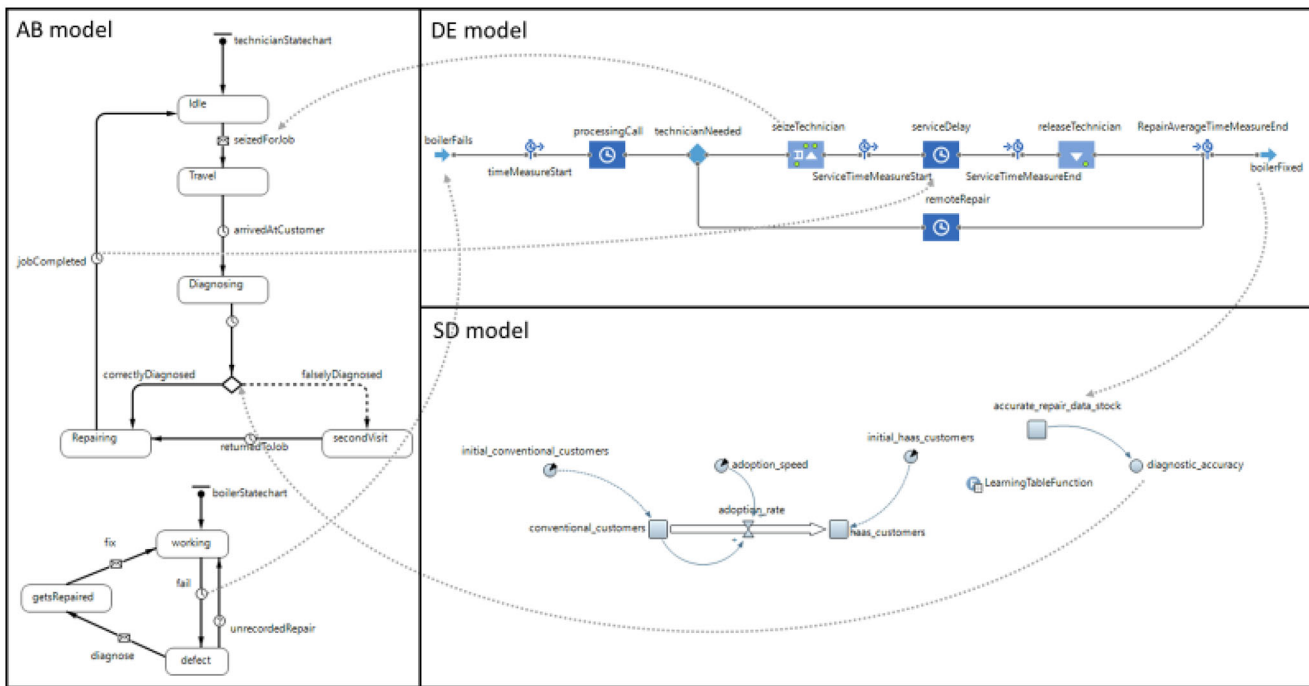 AB model
technicianStatechart
Idle
seizedForJob
Travel
arrivedAtCustomer
jobCompleted
Diagnosing
correctlyDiagnosed
falselyDiagnosed
Repairing
returnedToJob
secondVisit
boilerStatechart
working
fix
fail
getsRepaired
unrecordedRepair
diagnose
defect
DE model
boilerFails
timeMeasureStart
processingCall
technicianNeeded
seizeTechnician
ServiceTimeMeasureStart
serviceDelay
ServiceTimeMeasureEnd
releaseTechnician
RepairAverageTimeMeasureEnd
boilerFixed
remoteRepair
SD model
accurate_repair_data_stock
initial_conventional_customers
adoption_speed
initial_haas_customers
diagnostic_accuracy
LearningTableFunction
conventional_customers
adoption_rate
haas_customers